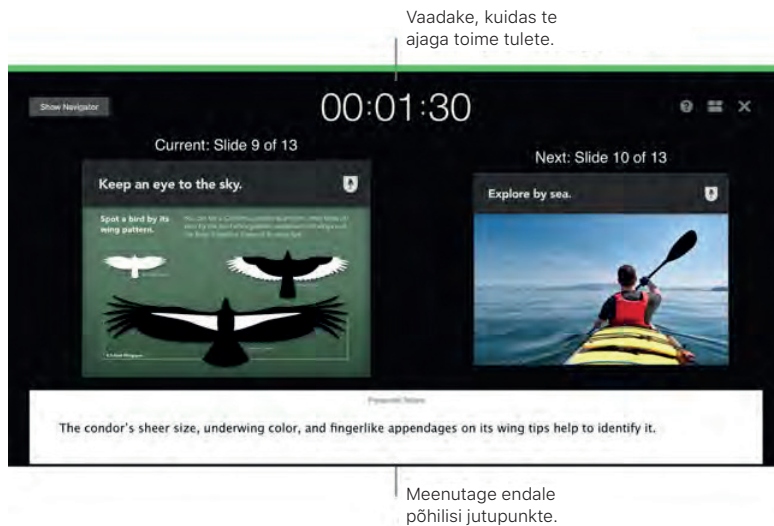 Vaadake, kuidas te
ajaga toime tulete.
Show Navigator
00:01:30
Current: Slide 9 of 13
Next: Slide 10 of 13
Keep an eye to the sky.
Explore by sea.
Spot a bird by its
wing pattern.
Presenter Notes
The condor's sheer size, underwing color, and fingerlike appendages on its wing tips help to identify it.
Meenutage endale
põhilisi jutupunkte.